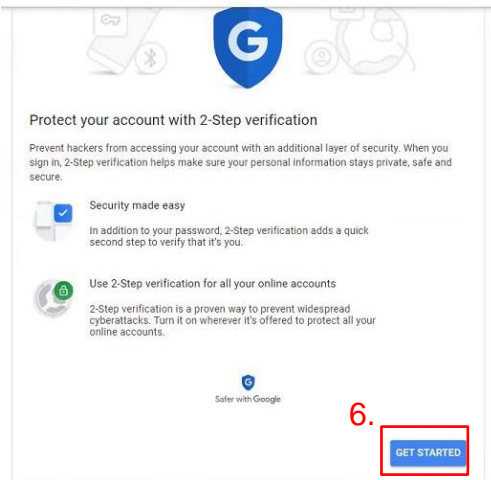 G
Protect your account with 2-Step verification
Prevent hackers from accessing your account with an additional layer of security. When you
sign in, 2-Step verification helps make sure your personal information stays private, safe and
secure.
Security made easy
In addition to your password, 2-Step verification adds a quick
second step to verify that it's you.
Use 2-Step verification for all your online accounts
2-Step verification is a proven way to prevent widespread
cyberattacks. Turn it on wherever it's offered to protect all your
online accounts.
G
Safer with Google
6.
GET STARTED